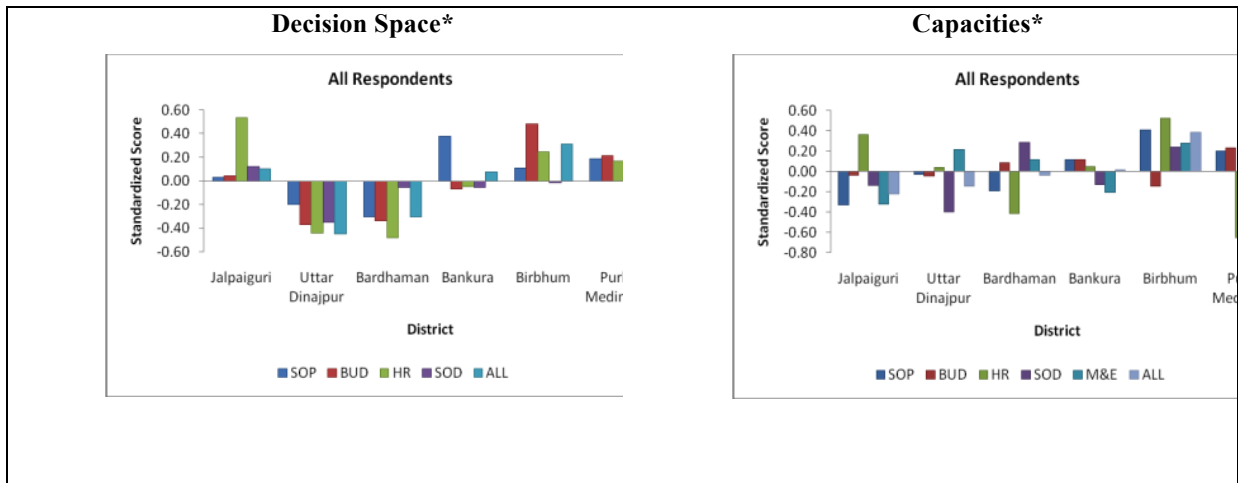 Decision Space*
All Respondents
Standardized Score
0.60
0.40
0.20
0.00
-0.20
-0.40
-0.60
Jalpaiguri Uttar Bardhaman Bankura Birbhum
Dinajpur
District
SOP BUD HR SOD ALL
Capacities*
All Respondents
Standardized Score
0.60
0.40
0.20
0.00
-0.20
-0.40
-0.60
-0.80
Jalpaiguri Uttar Bardhaman Bankura Birbhum
Dinajpur
District
SOP BUD HR SOD M&E ALL